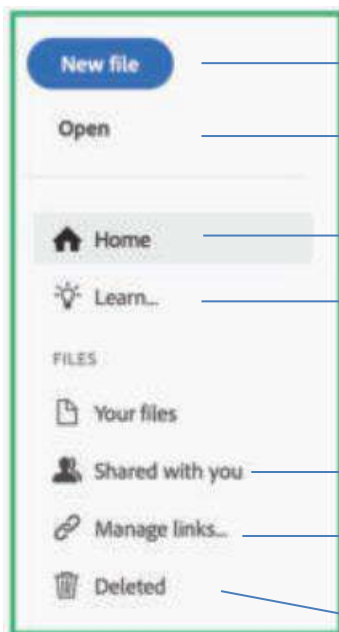 New file
Open
Home
Learn...
FILES
Your files
Shared with you
Manage links...
Deleted